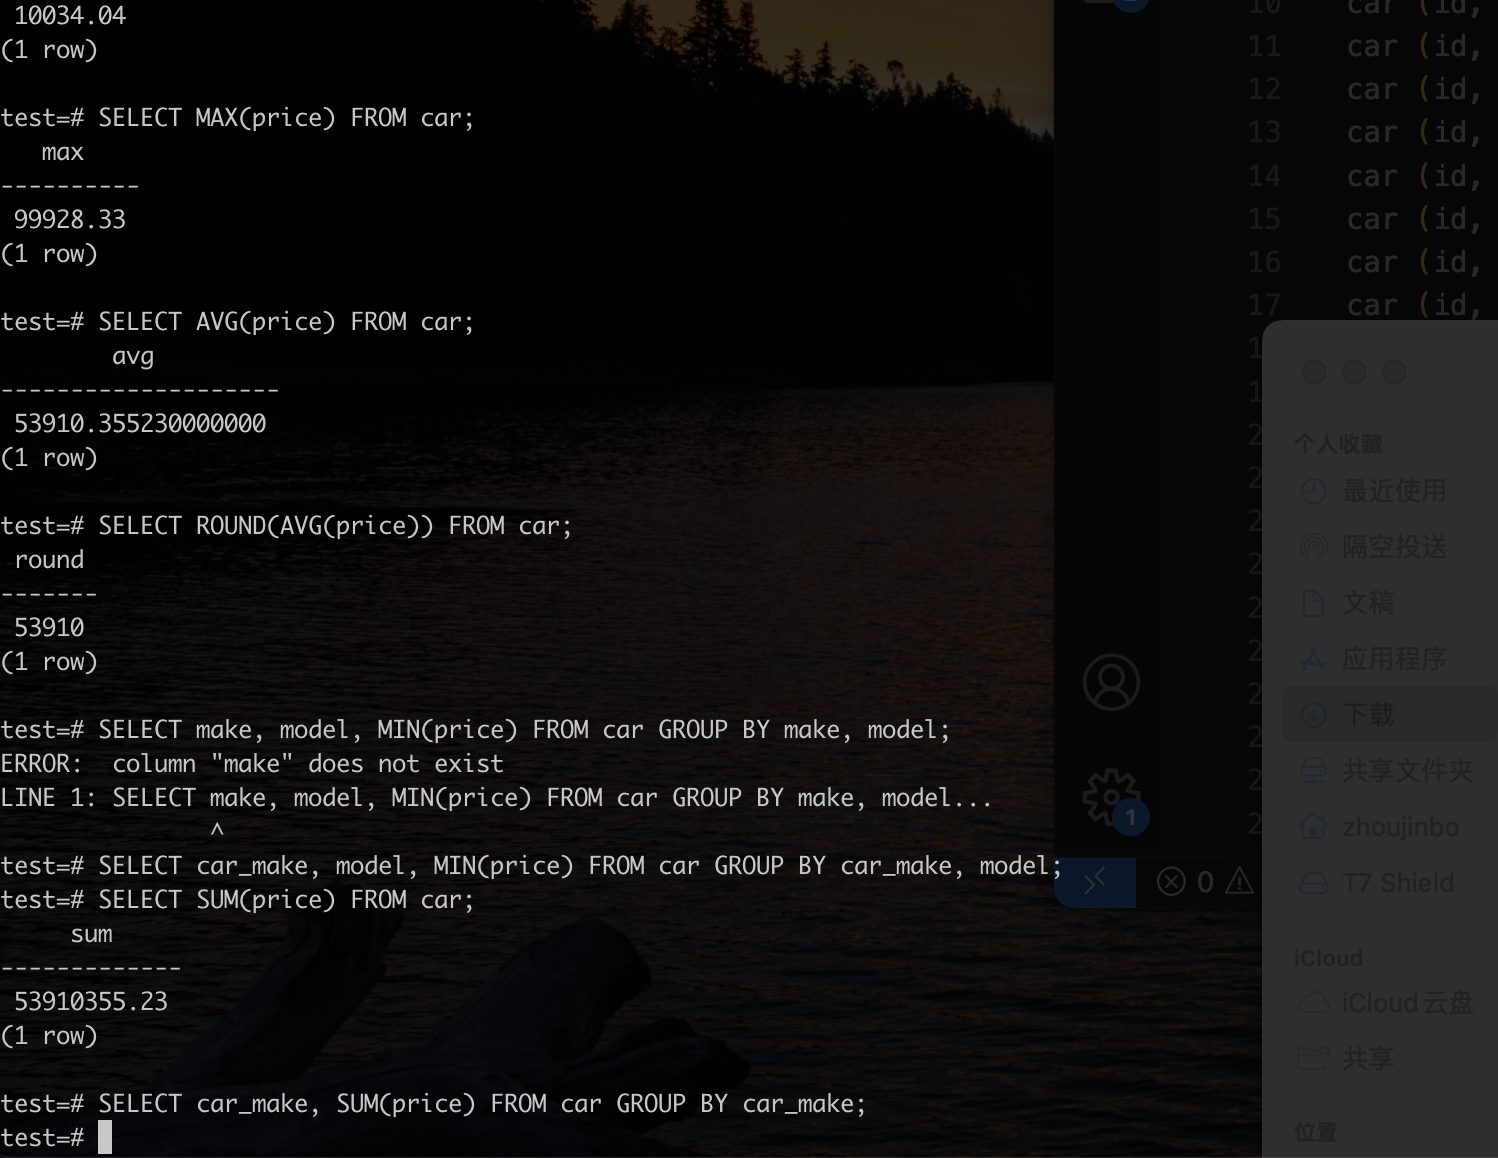 10034.04
(1 row)
test=# SELECT MAX(price) FROM car;
max
----------
99928.33
(1 row)
test=# SELECT AVG(price) FROM car;
avg
--------------------
53910.355230000000
(1 row)
test=# SELECT ROUND(AVG(price)) FROM car;
round
-------
53910
(1 row)
test=# SELECT make, model, MIN(price) FROM car GROUP BY make, model;
ERROR:  column "make" does not exist
LINE 1: SELECT make, model, MIN(price) FROM car GROUP BY make, model...
^
test=# SELECT car_make, model, MIN(price) FROM car GROUP BY car_make, model;
test=# SELECT SUM(price) FROM car;
sum
-------------
53910355.23
(1 row)
test=# SELECT car_make, SUM(price) FROM car GROUP BY car_make;
test=#
10 car (id,
11 car (id,
12 car (id,
13 car (id,
14 car (id,
15 car (id,
16 car (id,
17 car (id,
1
0
个人收藏
最近使用
隔空投送
文稿
应用程序
下载
共享文件夹
zhoujinbo
T7 Shield
iCloud
iCloud云盘
共享
位置